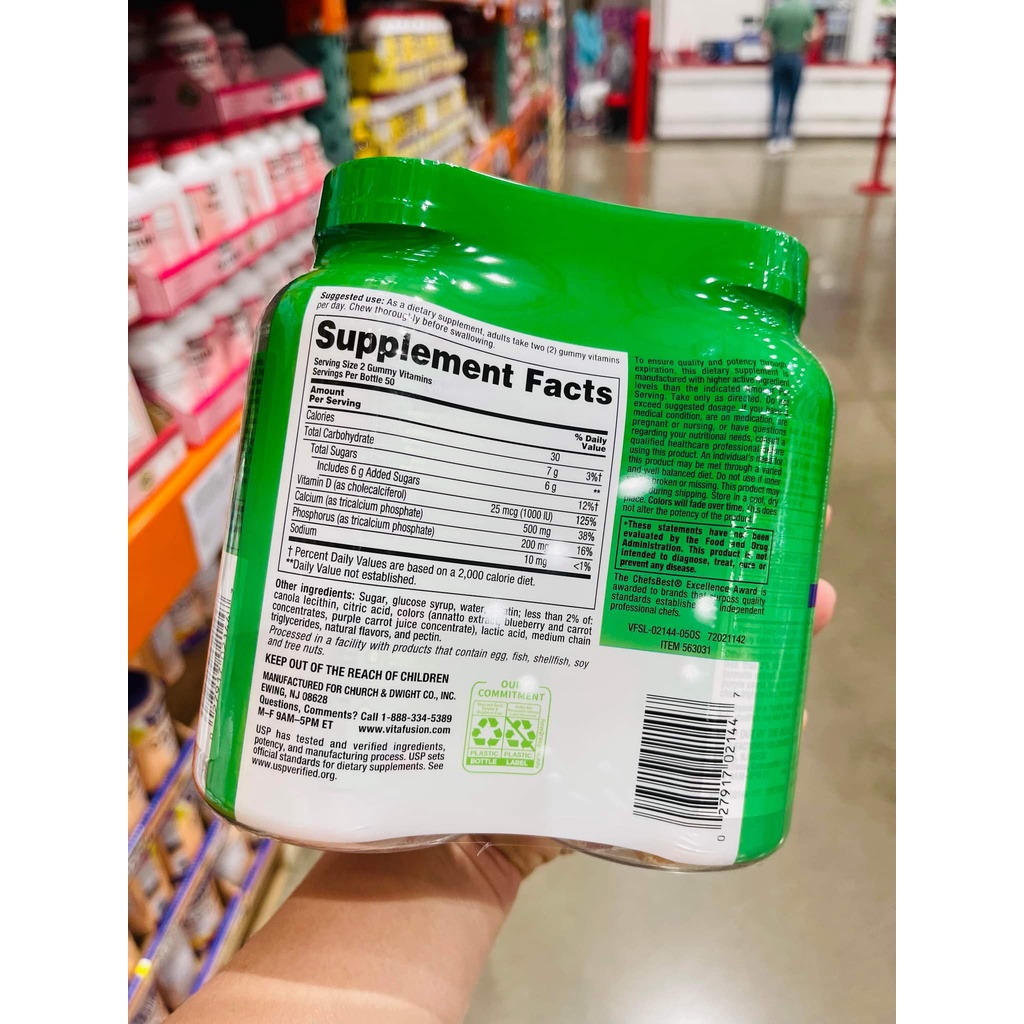 Suggested use: As a dietary supplement, adults take two (2) gummy vitamins
per day. Chew thoroughly before swallowing.
Supplement Facts
Serving Size 2 Gummy Vitamins
Servings Per Bottle 50
Amount
Per Serving
% Daily
Value
Calories 30
Total Carbohydrate 7 g 3%†
Total Sugars 6 g **
Includes 6 g Added Sugars 12%†
Vitamin D (as cholecalciferol) 25 mcg (1000 IU) 125%
Calcium (as tricalcium phosphate) 500 mg 38%
Phosphorus (as tricalcium phosphate) 200 mg 16%
Sodium 10 mg <1%
† Percent Daily Values are based on a 2,000 calorie diet.
**Daily Value not established.
Other ingredients: Sugar, glucose syrup, water, less than 2% of:
canola lecithin, citric acid, colors (annatto extract, blueberry and carrot
concentrates, purple carrot juice concentrate), lactic acid, medium chain
triglycerides, natural flavors, and pectin.
Processed in a facility with products that contain egg, fish, shellfish, soy
and tree nuts.
KEEP OUT OF THE REACH OF CHILDREN
MANUFACTURED FOR CHURCH & DWIGHT CO., INC.
EWING, NJ 08628
Questions, Comments? Call 1-888-334-5389
M–F 9AM–5PM ET www.vitafusion.com
USP has tested and verified ingredients,
potency, and manufacturing process. USP sets
official standards for dietary supplements. See
www.uspverified.org.
OUR
COMMITMENT
PLASTIC BOTTLE
PLASTIC LABEL
To ensure quality and potency through
expiration, this dietary supplement
manufactured with higher active ingredient
levels than the indicated
Serving. Take only as directed. Do
exceed suggested dosage. If you
medical condition, are on medication, are
pregnant or nursing, or have questions
regarding your nutritional needs, consult a
qualified healthcare professional before
using this product. An individual's need for
this product may be met through a varied
and well balanced diet. Do not use if inner
broken or missing. This product may
during shipping. Store in a cool, dry
place. Colors will fade over time, this does
not alter the potency of the product.
*These statements have not been
evaluated by the Food and Drug
Administration. This product is not
intended to diagnose, treat, cure or
prevent any disease.
The ChefsBest® Excellence Award is
awarded to brands that surpass quality
standards established independent
professional chefs.
VFSL-02144-050S 72021142
ITEM 563031
0 27917 02144 7